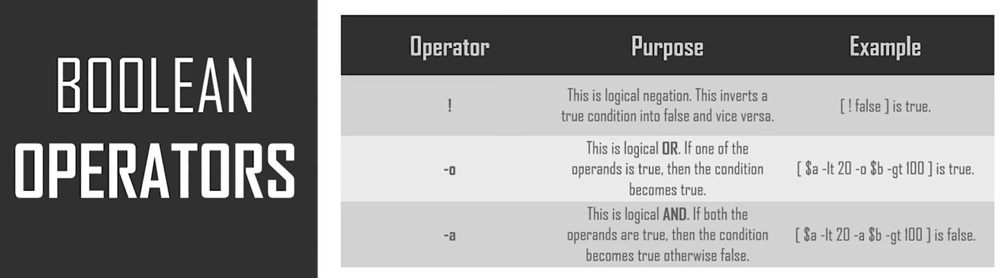 BOOLEAN
OPERATORS
Operator Purpose Example
! This is logical negation. This inverts a
true condition into false and vice versa. [ ! false ] is true.
This is logical OR. If one of the
-o operands is true, then the condition [ $a -lt 20 -o $b -gt 100 ] is true.
becomes true.
This is logical AND. If both the
-a operands are true, then the condition [ $a -lt 20 -a $b -gt 100 ] is false.
becomes true otherwise false.